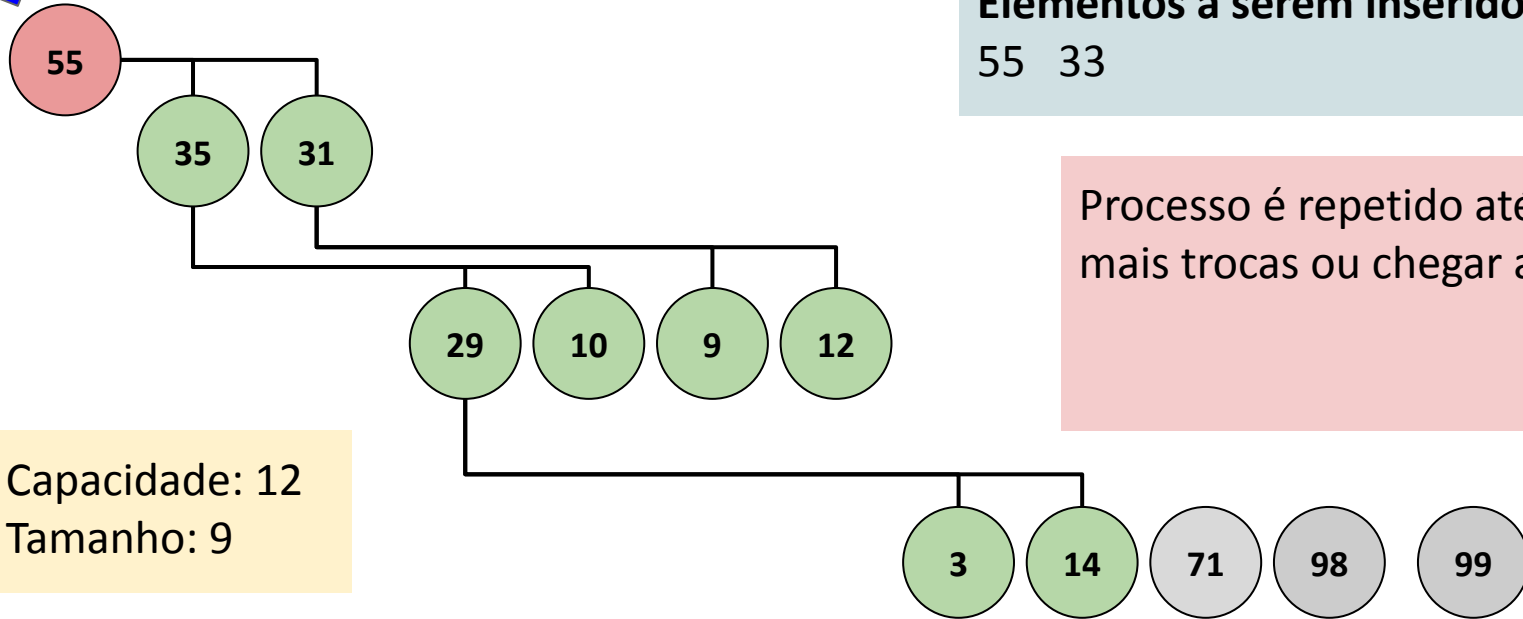 Elementos a serem inserido
55 33
55
35 31
Processo é repetido até
mais trocas ou chegar
29 10 9 12
Capacidade: 12
Tamanho: 9
3 14 71 98 99